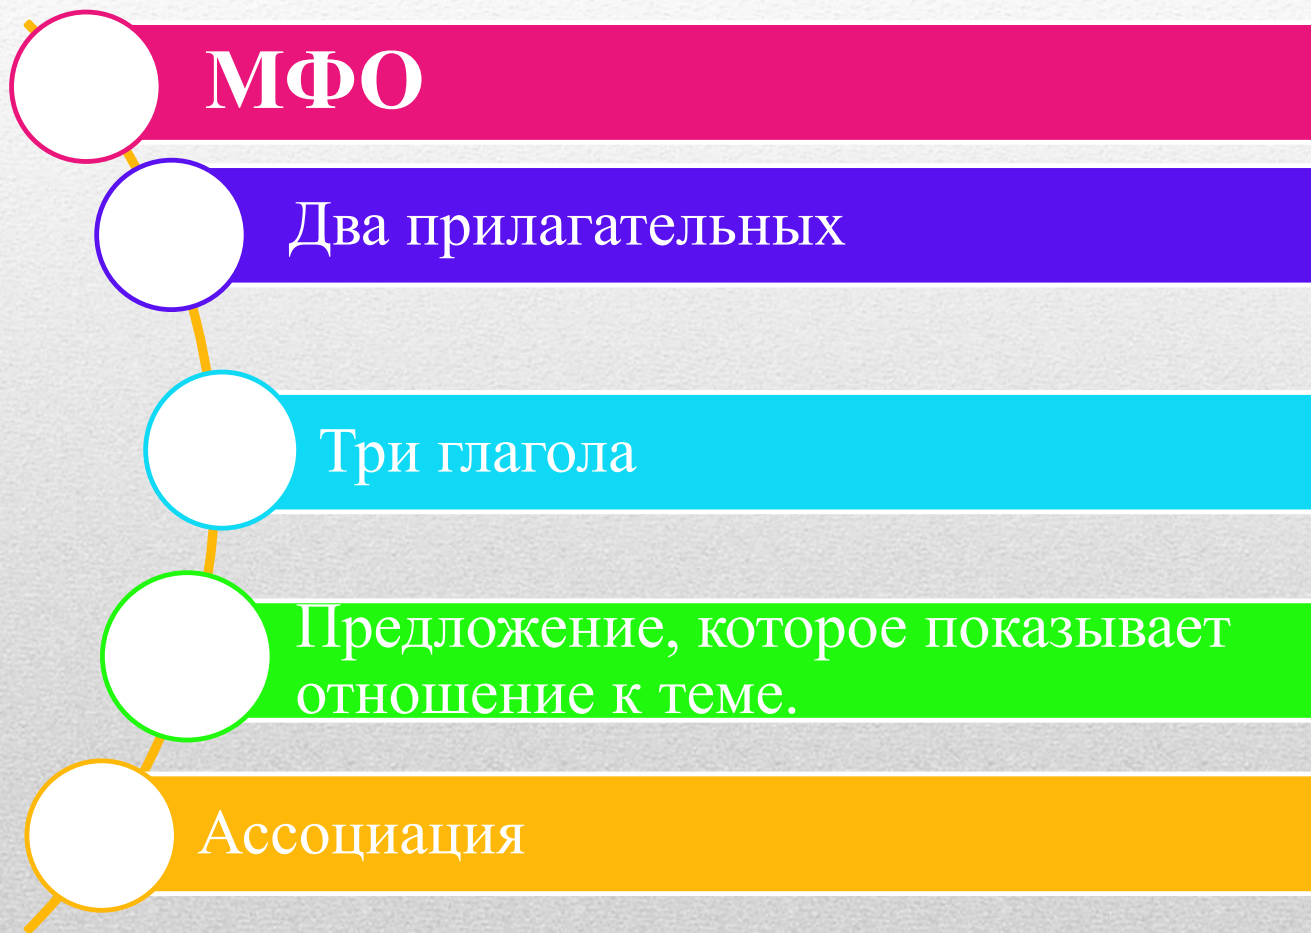 МФО
Два прилагательных
Три глагола
Предложение, которое показывает
отношение к теме.
Ассоциация